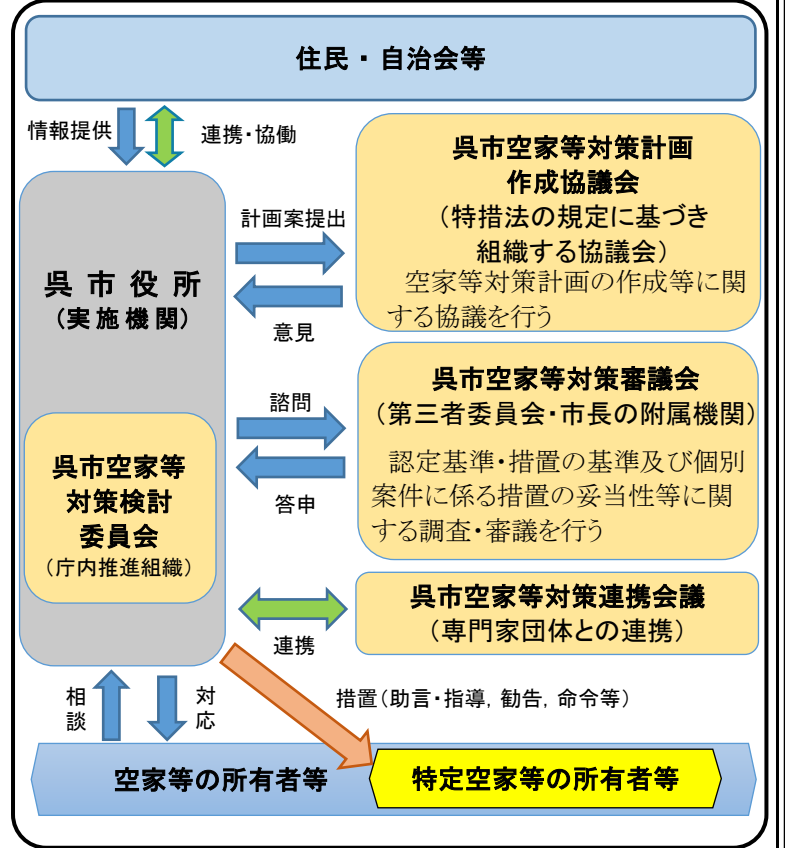 住民・自治会等
情報提供
連携・協働
呉市空家等対策計画
作成協議会
（特措法の規定に基づき
組織する協議会）
空家等対策計画の作成等に関
する協議を行う
計画案提出
意見
呉市役所
（実施機関）
呉市空家等対策審議会
（第三者委員会・市長の附属機関）
認定基準・措置の基準及び個別
案件に係る措置の妥当性等に関
する調査・審議を行う
諮問
答申
呉市空家等
対策検討
委員会
（庁内推進組織）
呉市空家等対策連携会議
（専門家団体との連携）
連携
相談
対応
措置（助言・指導，勧告，命令等）
空家等の所有者等
特定空家等の所有者等